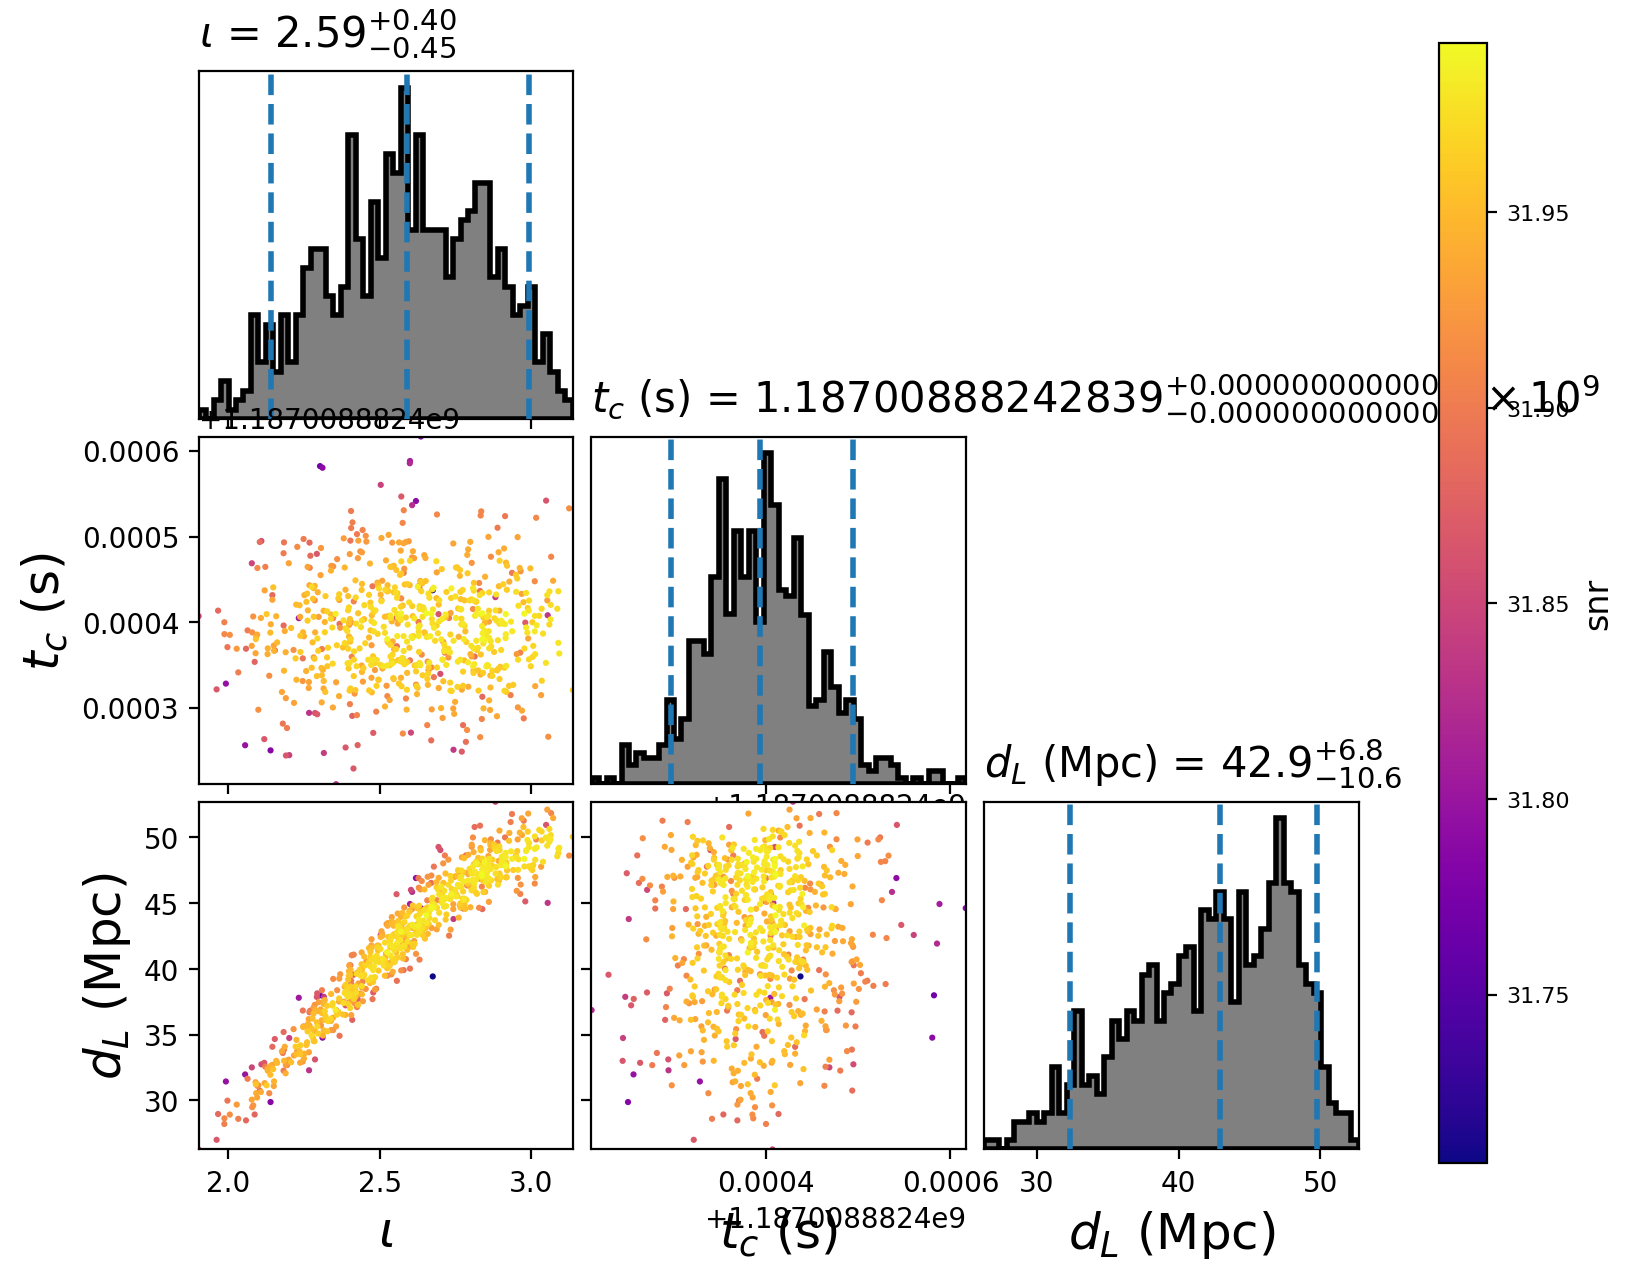 ι = 2.59 +0.40 −0.45
+1.1870088824e9
t_c (s) = 1.18700888242839 +0.000000000000 −0.000000000000 × 10^9
0.0006
0.0005
0.0004
0.0003
t_c (s)
+1.1870088824e9
d_L (Mpc) = 42.9 +6.8 −10.6
50
45
40
35
30
d_L (Mpc)
2.0 2.5 3.0
ι
0.0004 0.0006
+1.1870088824e9
t_c (s)
30 40 50
d_L (Mpc)
31.95
31.90
31.85
31.80
31.75
snr